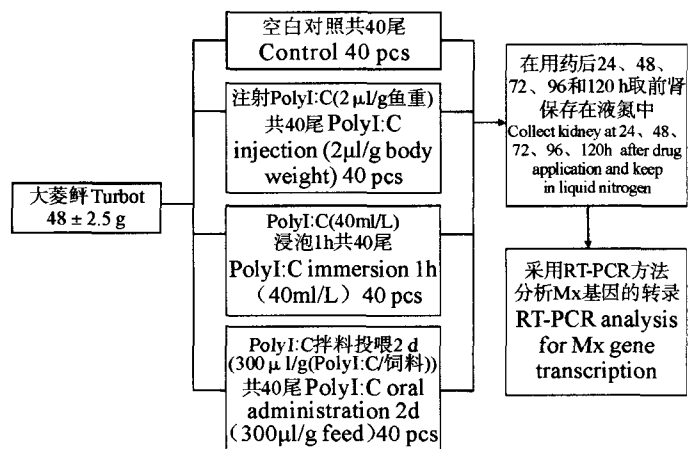 大菱鲆 Turbot
48 ± 2.5 g
空白对照共40尾
Control 40 pcs
注射PolyI:C(2 μl/g鱼重)
共40尾 PolyI:C
injection (2μl/g body
weight) 40 pcs
PolyI:C(40ml/L)
浸泡1h共40尾
PolyI:C immersion 1h
（40ml/L）40 pcs
PolyI:C拌料投喂2 d
(300 μ l/g(PolyI:C/饲料))
共40尾PolyI:C oral
administration 2d
（300μl/g feed）40 pcs
在用药后24、48、
72、96和120 h取前肾
保存在液氮中
Collect kidney at 24、48、
72、96、120h after drug
application and keep
in liquid nitrogen
采用RT-PCR方法
分析Mx基因的转录
RT-PCR analysis
for Mx gene
transcription